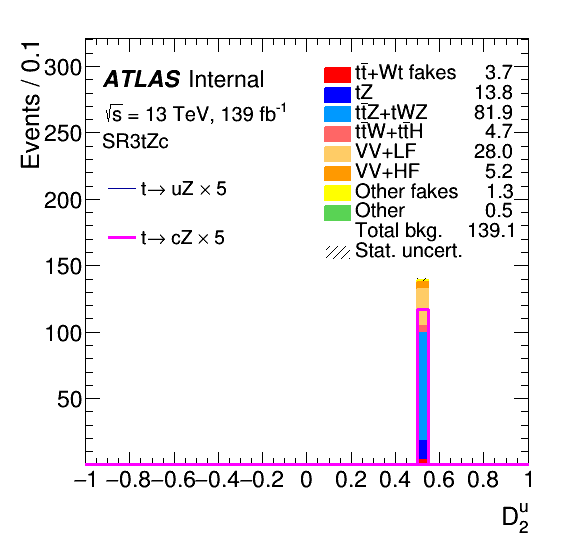 Events / 0.1
300
250
200
150
100
50
ATLAS Internal
√s = 13 TeV, 139 fb⁻¹
SR3tZc
t→ uZ × 5
t→ cZ × 5
tt̄+Wt fakes 3.7
tZ 13.8
tt̄Z+tWZ 81.9
tt̄W+tt̄H 4.7
VV+LF 28.0
VV+HF 5.2
Other fakes 1.3
Other 0.5
Total bkg. 139.1
Stat. uncert.
−1 −0.8 −0.6 −0.4 −0.2 0 0.2 0.4 0.6 0.8 1
D₂ᵘ